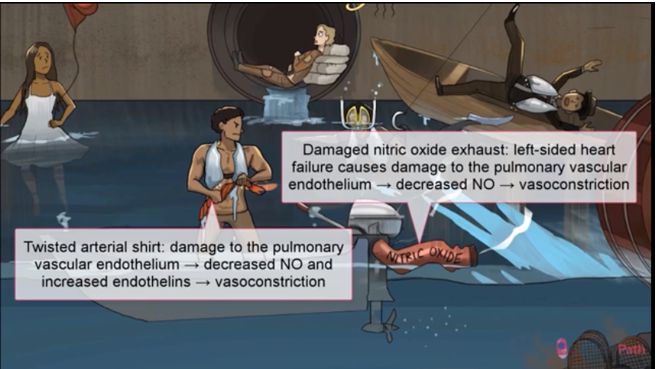 Damaged nitric oxide exhaust: left-sided heart
failure causes damage to the pulmonary vascular
endothelium → decreased NO → vasoconstriction
Twisted arterial shirt: damage to the pulmonary
vascular endothelium → decreased NO and
increased endothelins → vasoconstriction
NITRIC OXIDE
Path